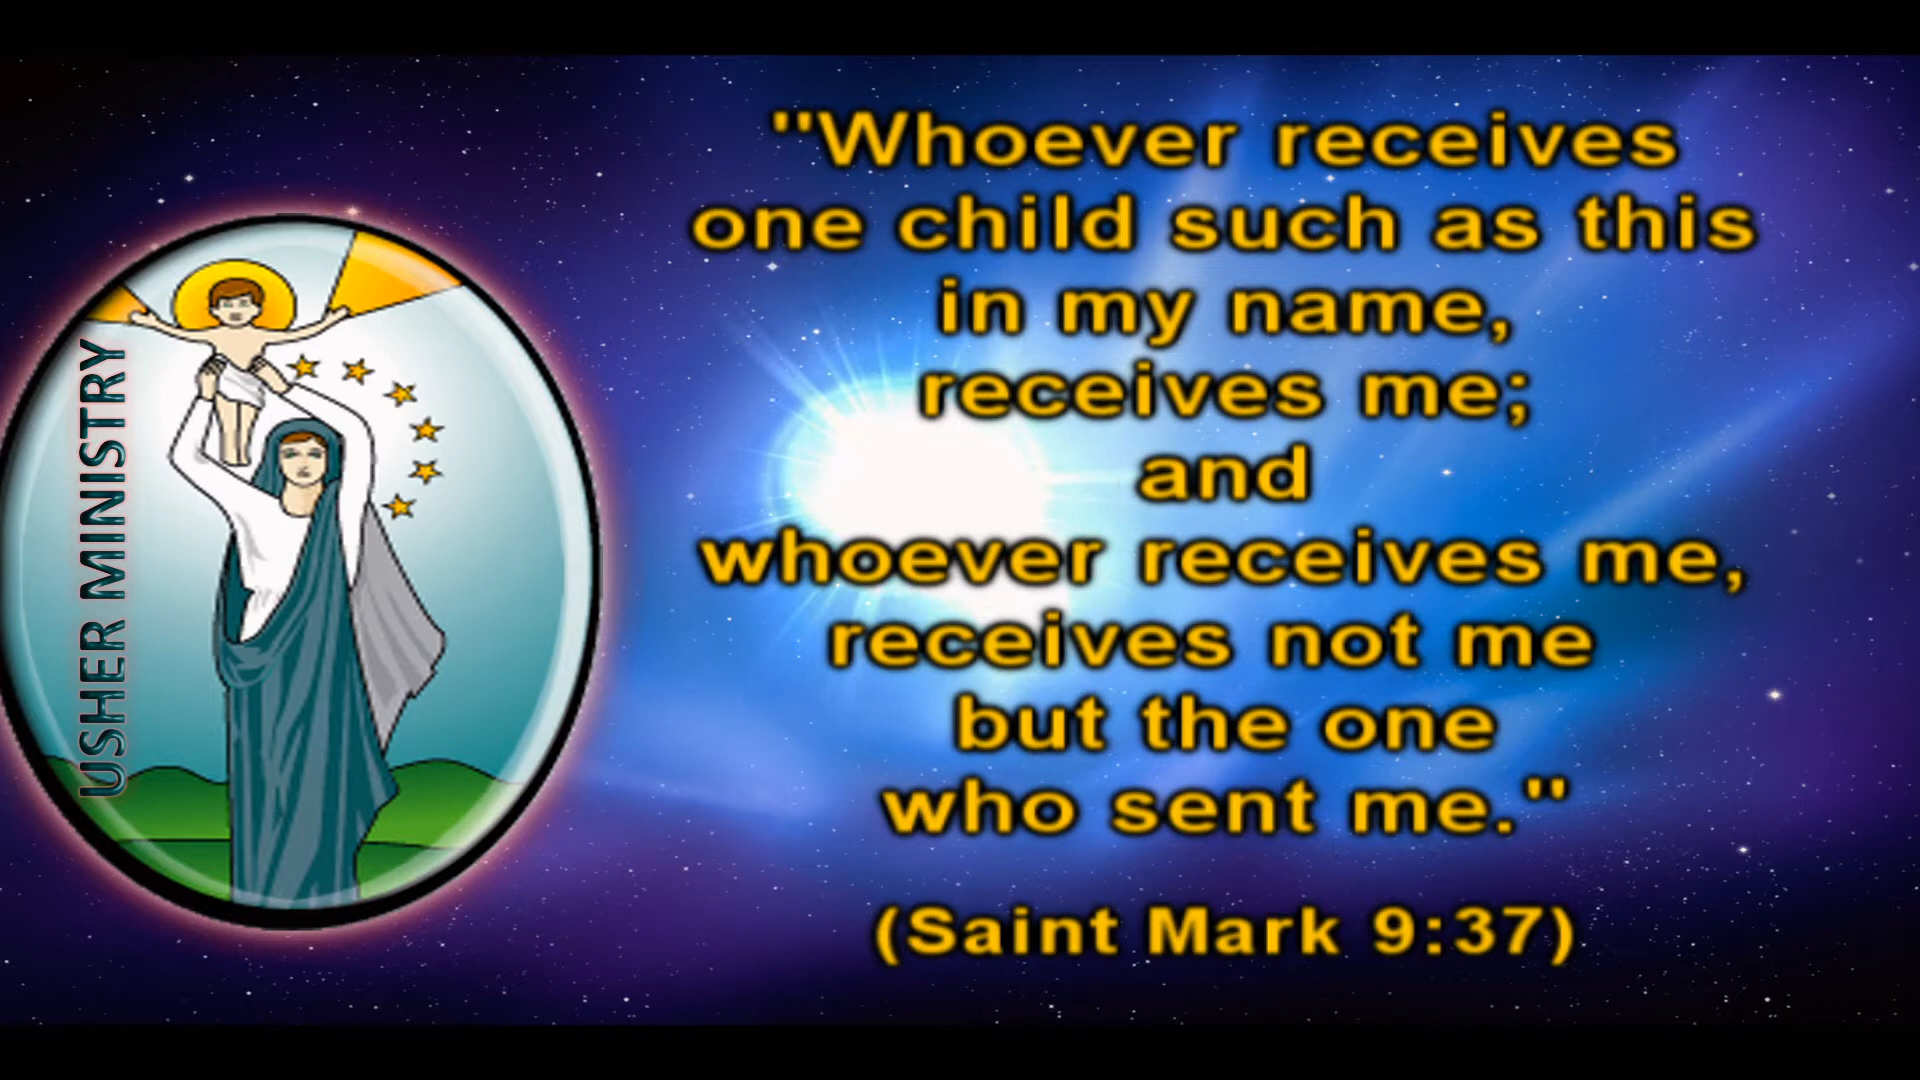 USHER MINISTRY
"Whoever receives
one child such as this
in my name,
receives me;
and
whoever receives me,
receives not me
but the one
who sent me."
(Saint Mark 9:37)